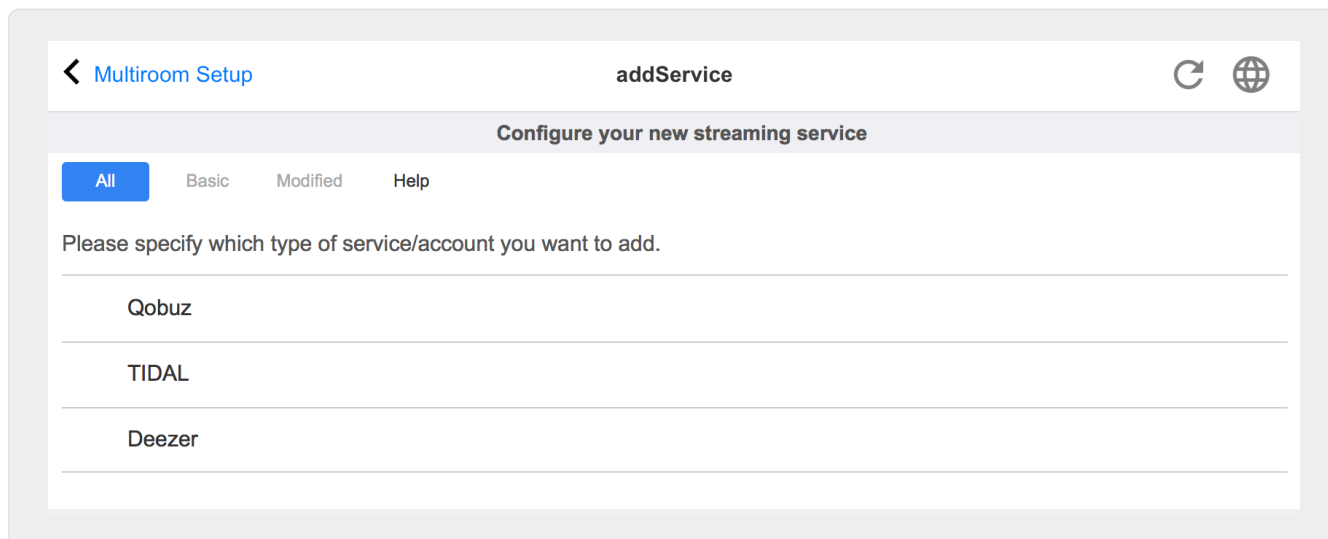 Multiroom Setup addService
Configure your new streaming service
All Basic Modified Help
Please specify which type of service/account you want to add.
Qobuz
TIDAL
Deezer